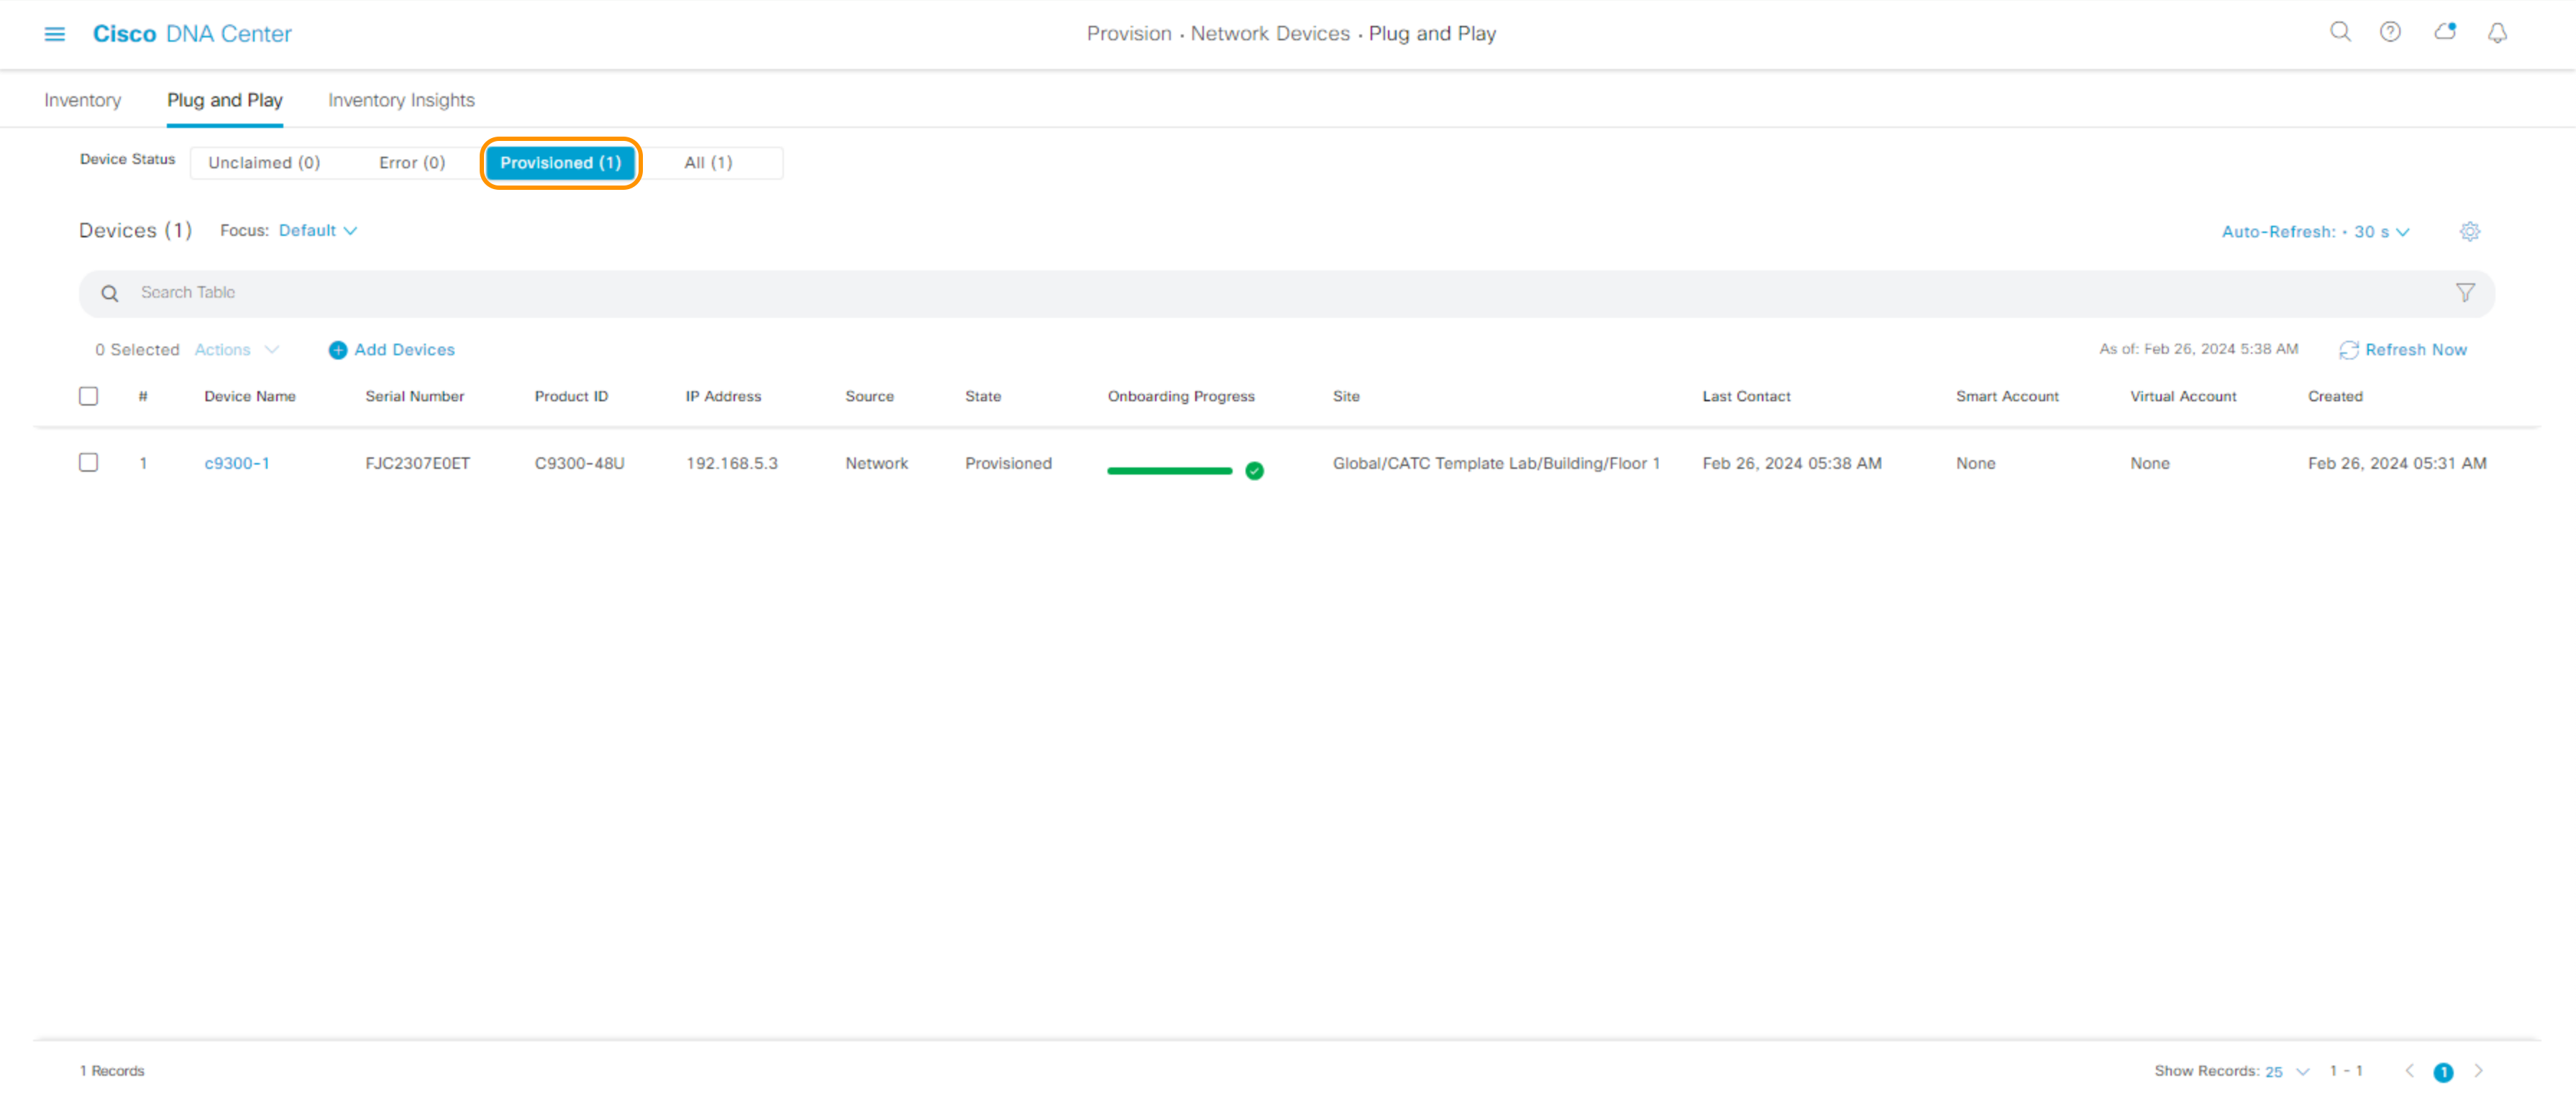 Cisco DNA Center
Provision · Network Devices · Plug and Play
Inventory Plug and Play Inventory Insights
Device Status Unclaimed (0) Error (0) Provisioned (1) All (1)
Devices (1) Focus: Default Auto-Refresh: · 30 s
Search Table
0 Selected Actions Add Devices As of: Feb 26, 2024 5:38 AM Refresh Now
# Device Name Serial Number Product ID IP Address Source State Onboarding Progress Site Last Contact Smart Account Virtual Account Created
1 c9300-1 FJC2307E0ET C9300-48U 192.168.5.3 Network Provisioned Global/CATC Template Lab/Building/Floor 1 Feb 26, 2024 05:38 AM None None Feb 26, 2024 05:31 AM
1 Records Show Records: 25 1 - 1 1